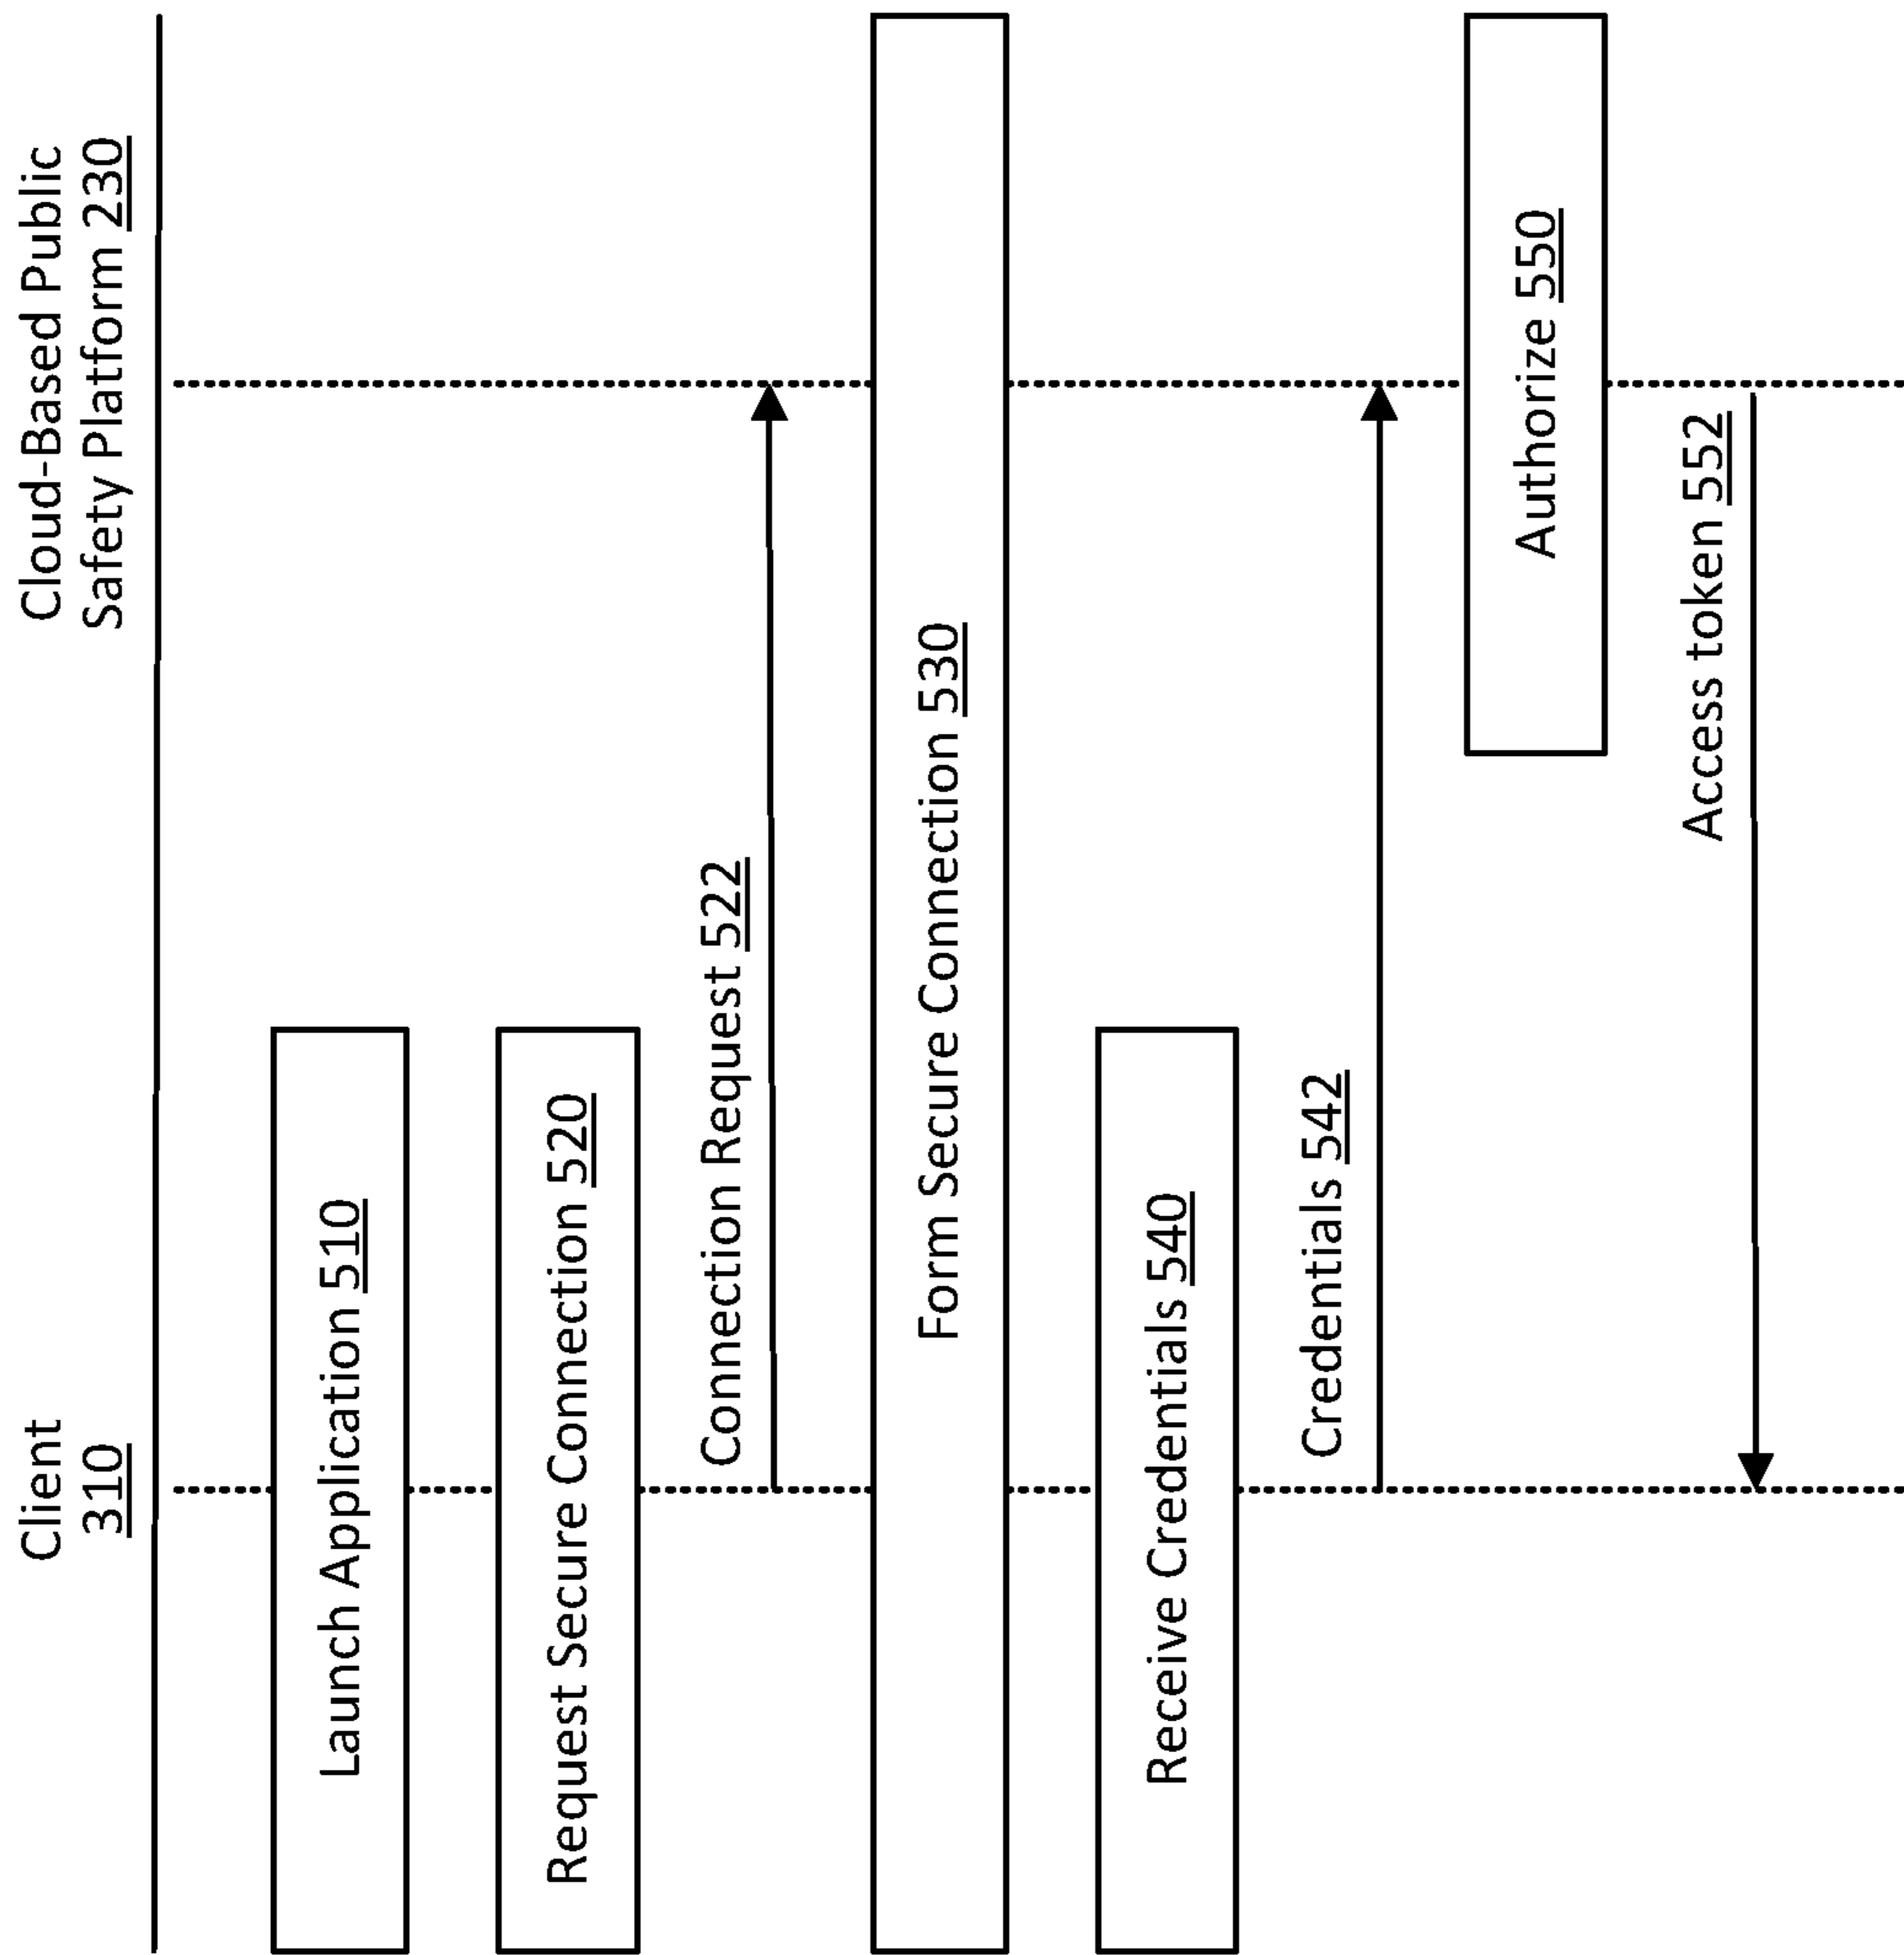 Client
310
Cloud-Based Public
Safety Platform 230
Launch Application 510
Request Secure Connection 520
Connection Request 522
Form Secure Connection 530
Receive Credentials 540
Credentials 542
Authorize 550
Access token 552